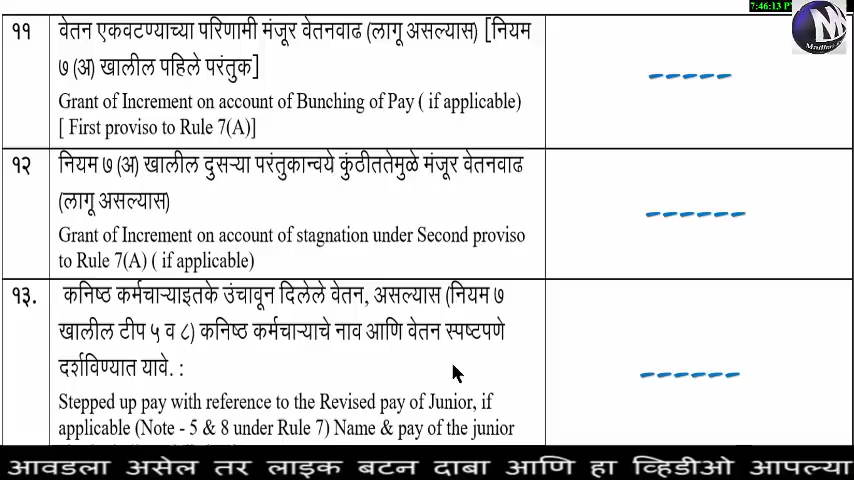 7:46:13 P
११ वेतन एकवटण्याच्या परिणामी मंजूर वेतनवाढ (लागू असल्यास) [नियम
७ (अ) खालील पहिले परंतुक]
Grant of Increment on account of Bunching of Pay ( if applicable)
[ First proviso to Rule 7(A)]
१२ नियम ७ (अ) खालील दुसऱ्या परंतुकान्वये कुंठीततेमुळे मंजूर वेतनवाढ
(लागू असल्यास)
Grant of Increment on account of stagnation under Second proviso
to Rule 7(A) ( if applicable)
१३. कनिष्ठ कर्मचाऱ्याइतके उंचावून दिलेले वेतन, असल्यास (नियम ७
खालील टीप ५ व ८) कनिष्ठ कर्मचाऱ्याचे नाव आणि वेतन स्पष्टपणे
दर्शविण्यात यावे. :
Stepped up pay with reference to the Revised pay of Junior, if
applicable (Note - 5 & 8 under Rule 7) Name & pay of the junior
आवडला असेल तर लाइक बटन दाबा आणि हा व्हिडीओ आपल्या